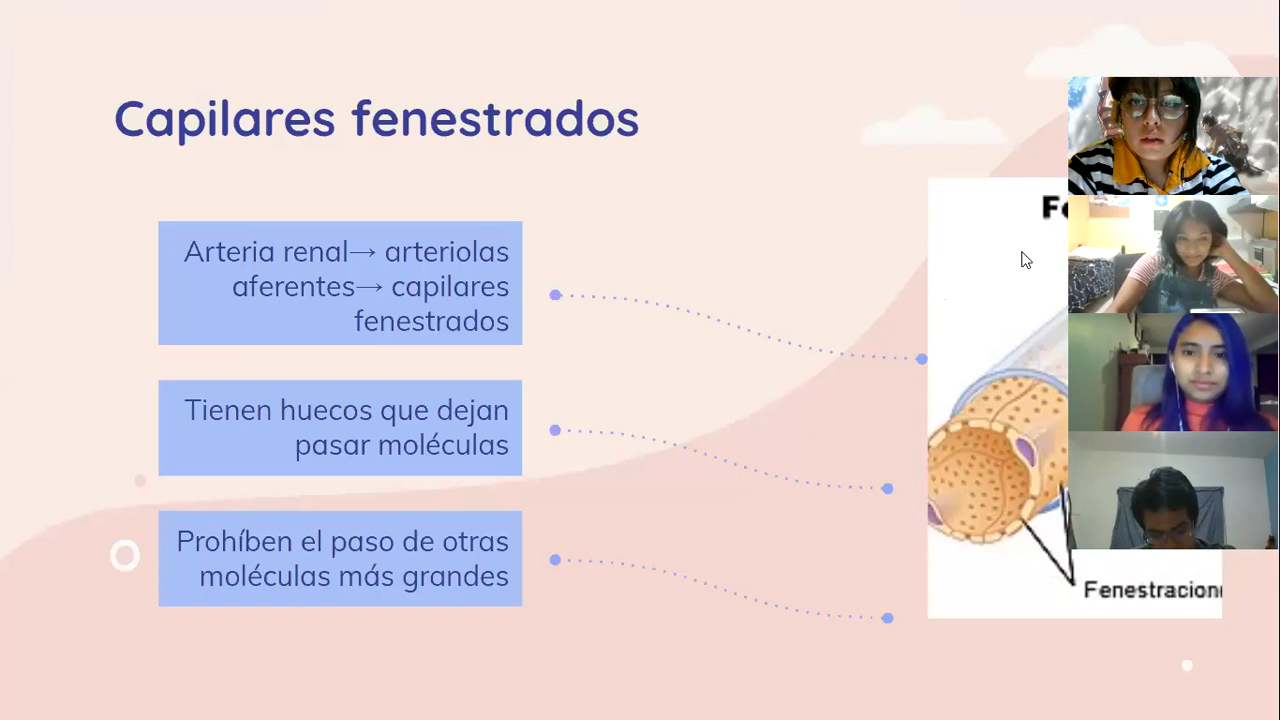 Capilares fenestrados
Arteria renal→ arteriolas
aferentes→ capilares
fenestrados
Tienen huecos que dejan
pasar moléculas
Prohíben el paso de otras
moléculas más grandes
Fenestracion